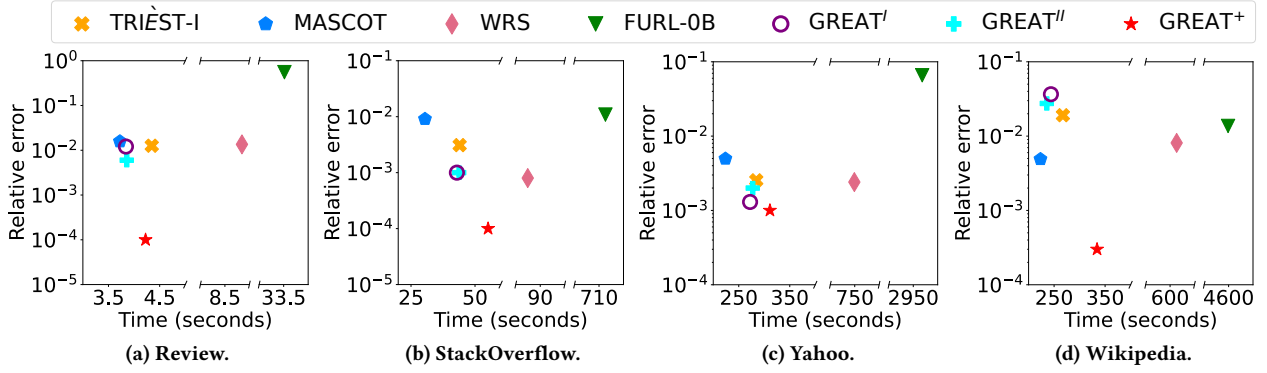 TRIÈST-I MASCOT WRS FURL-0B GREAT^I GREAT^II GREAT^+
Relative error
10^0
10^-1
10^-2
10^-3
10^-4
10^-5
3.5 4.5 8.5 33.5
Time (seconds)
(a) Review.
Relative error
10^-1
10^-2
10^-3
10^-4
10^-5
25 50 90 710
Time (seconds)
(b) StackOverflow.
Relative error
10^-1
10^-2
10^-3
10^-4
250 350 750 2950
Time (seconds)
(c) Yahoo.
Relative error
10^-1
10^-2
10^-3
10^-4
250 350 600 4600
Time (seconds)
(d) Wikipedia.